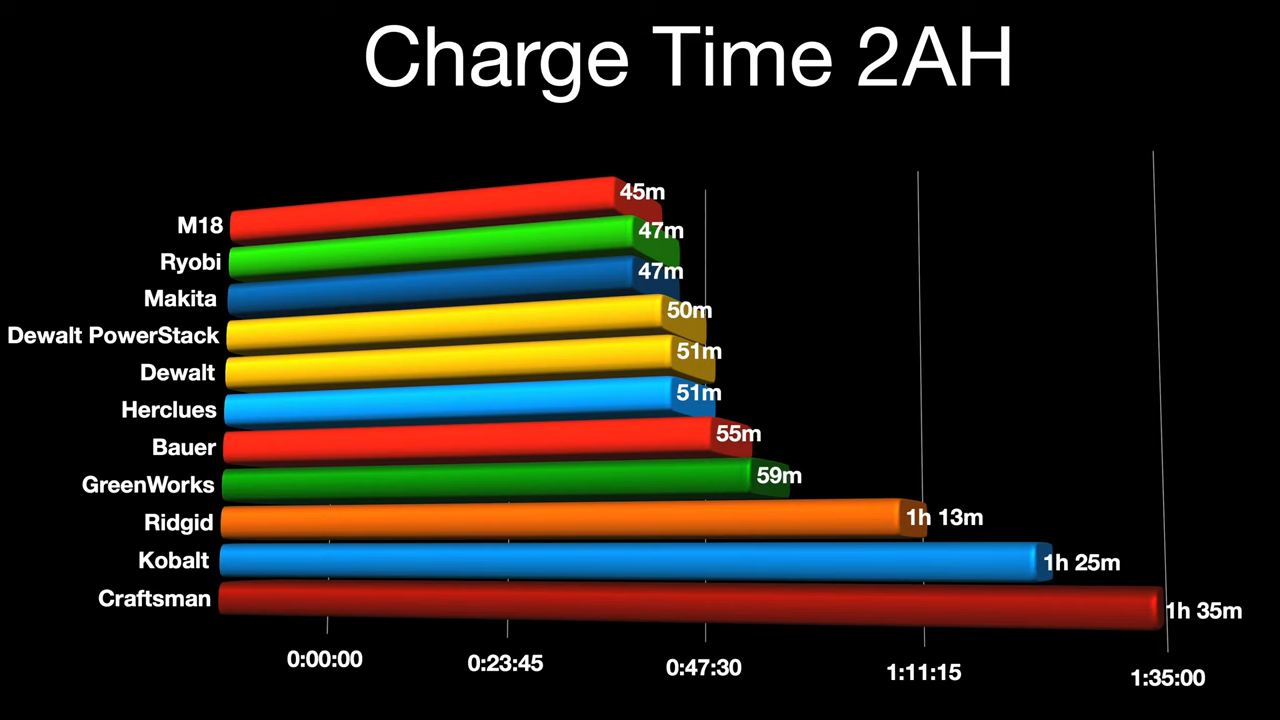 Charge Time 2AH
M18 45m
Ryobi 47m
Makita 47m
Dewalt PowerStack 50m
Dewalt 51m
Herclues 51m
Bauer 55m
GreenWorks 59m
Ridgid 1h 13m
Kobalt 1h 25m
Craftsman 1h 35m
0:00:00 0:23:45 0:47:30 1:11:15 1:35:00